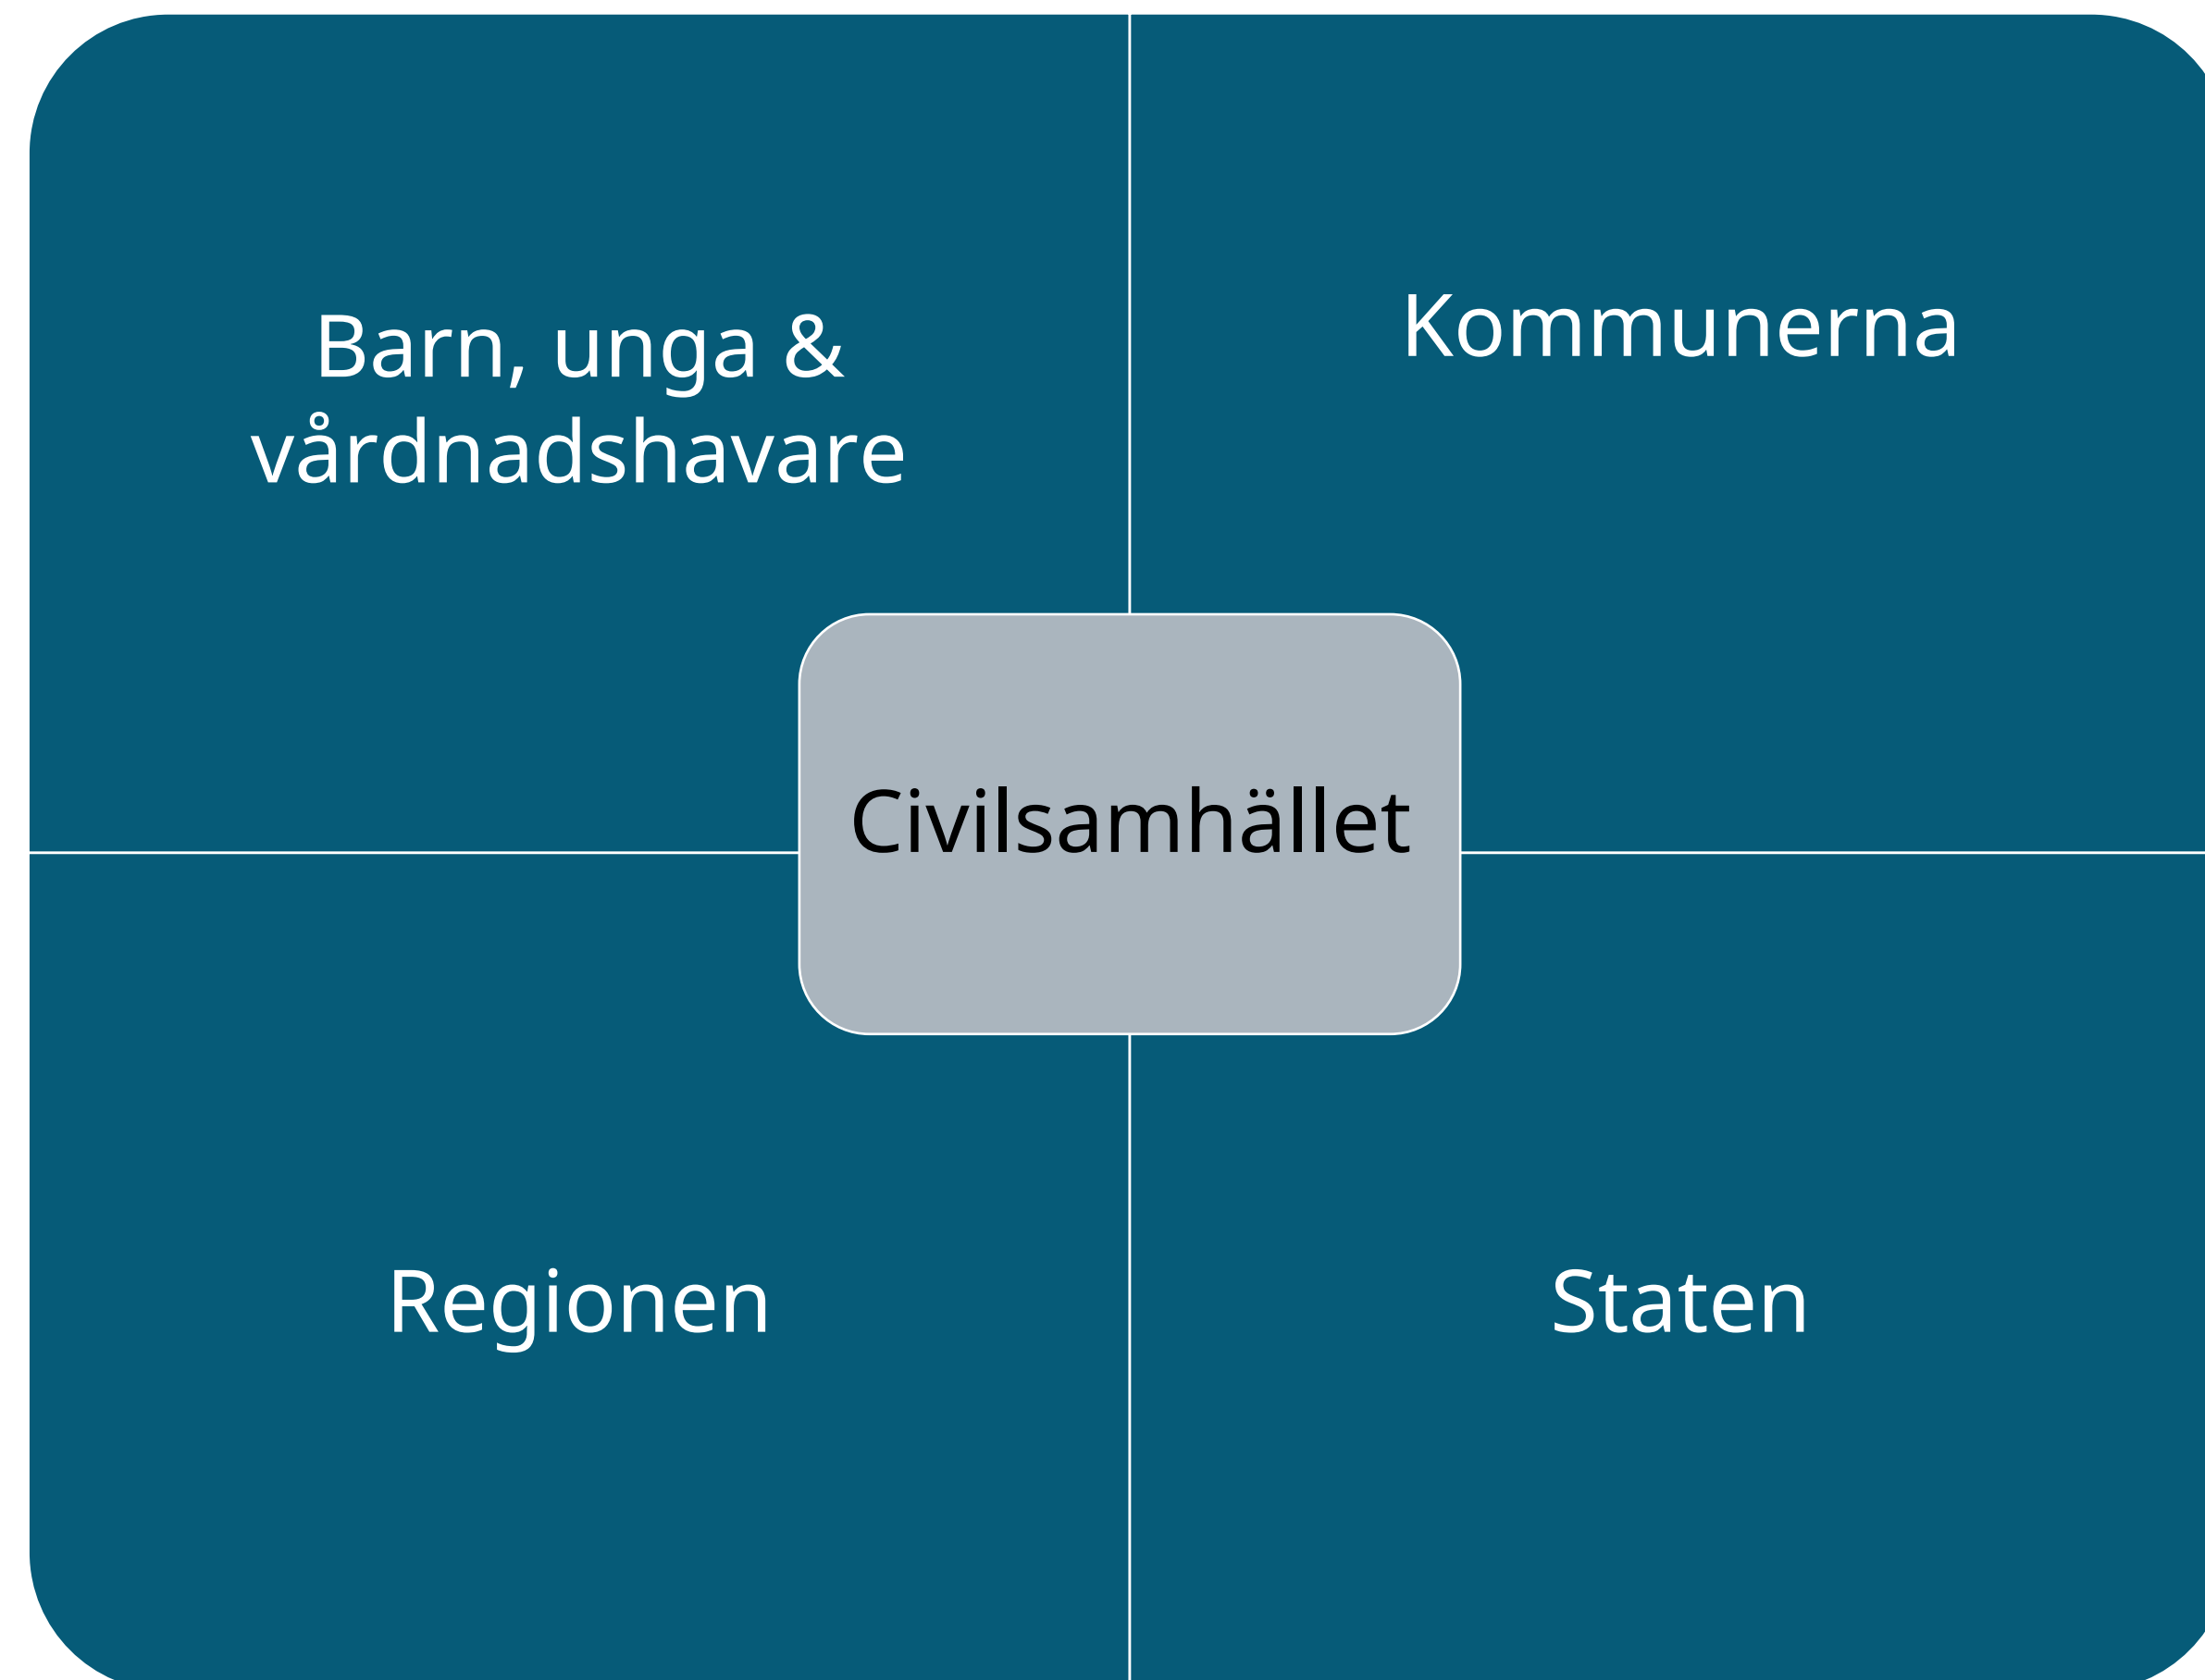 Barn, unga &
vårdnadshavare
Kommunerna
Civilsamhället
Regionen
Staten